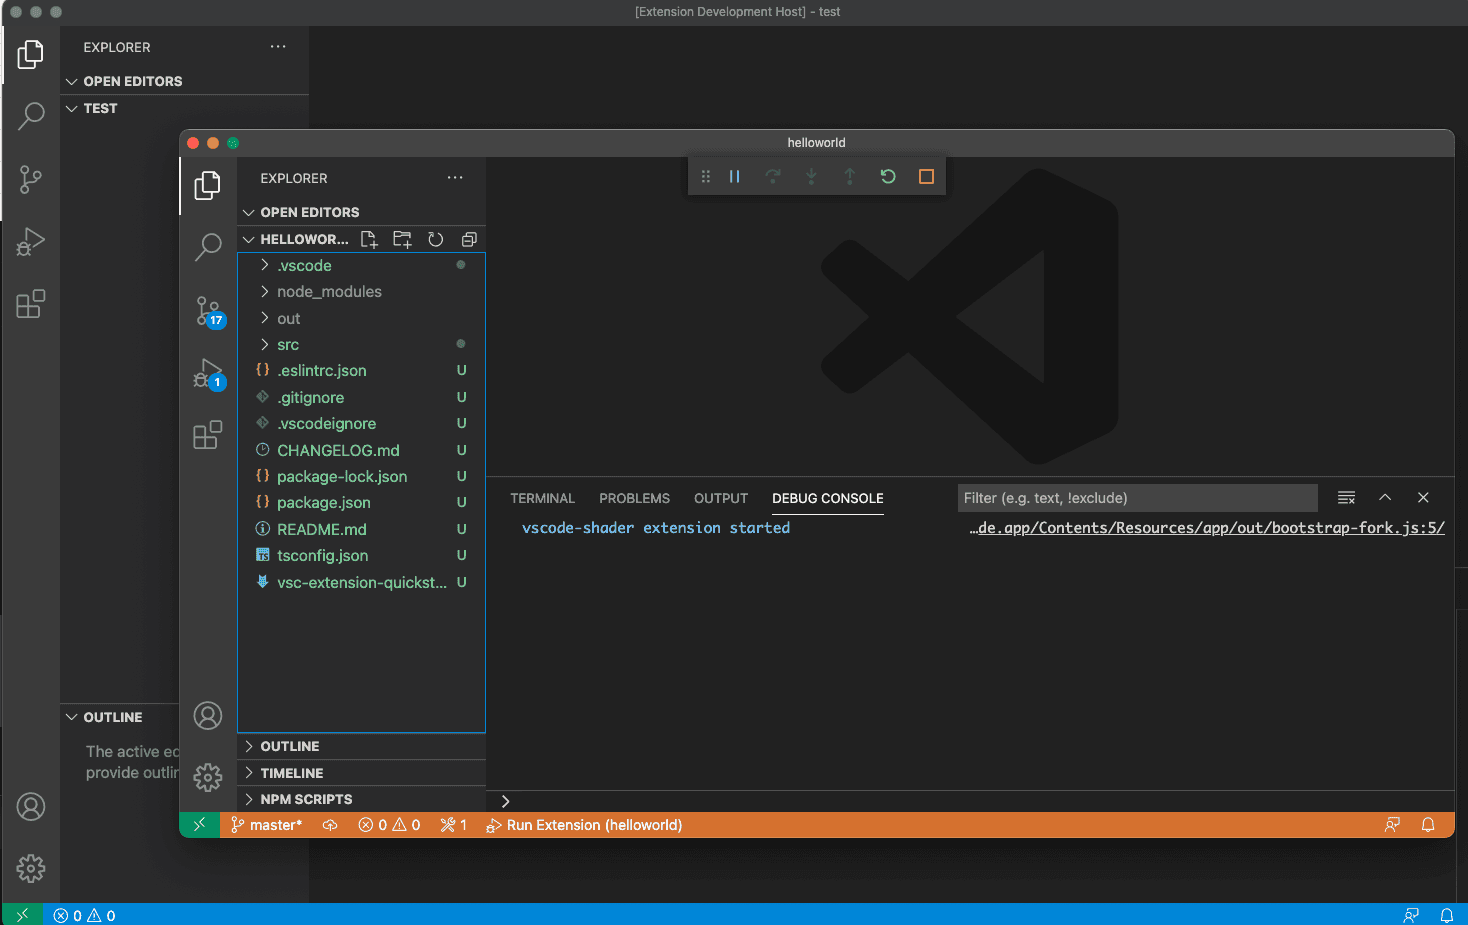 [Extension Development Host] - test
EXPLORER
OPEN EDITORS
TEST
OUTLINE
The active ed
provide outlin
0 0
helloworld
EXPLORER
OPEN EDITORS
HELLOWOR...
.vscode
node_modules
out
src
{} .eslintrc.json U
.gitignore U
.vscodeignore U
CHANGELOG.md U
{} package-lock.json U
{} package.json U
README.md U
TS tsconfig.json U
vsc-extension-quickst... U
17
1
OUTLINE
TIMELINE
NPM SCRIPTS
TERMINAL PROBLEMS OUTPUT DEBUG CONSOLE Filter (e.g. text, !exclude)
vscode-shader extension started …de.app/Contents/Resources/app/out/bootstrap-fork.js:5/
master* 0 0 1 Run Extension (helloworld)